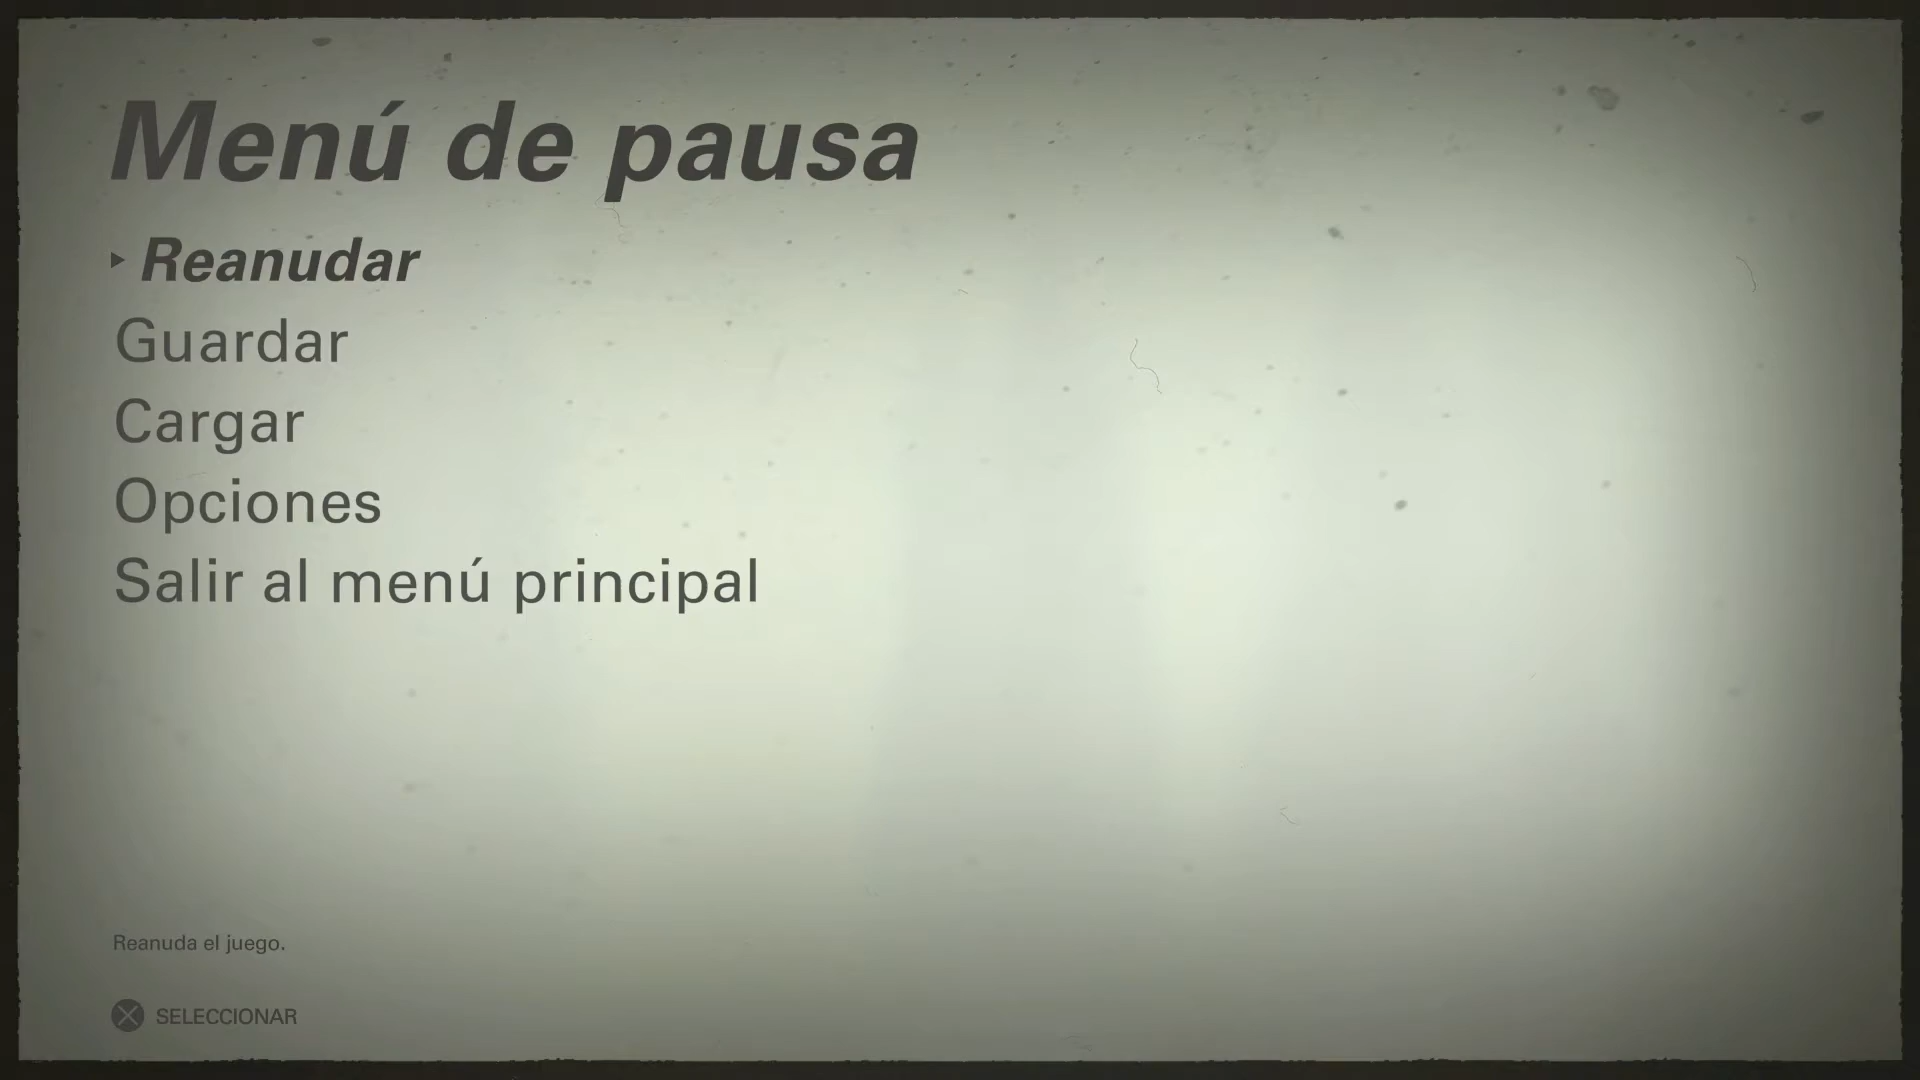 Menú de pausa
Reanudar
Guardar
Cargar
Opciones
Salir al menú principal
Reanuda el juego.
SELECCIONAR